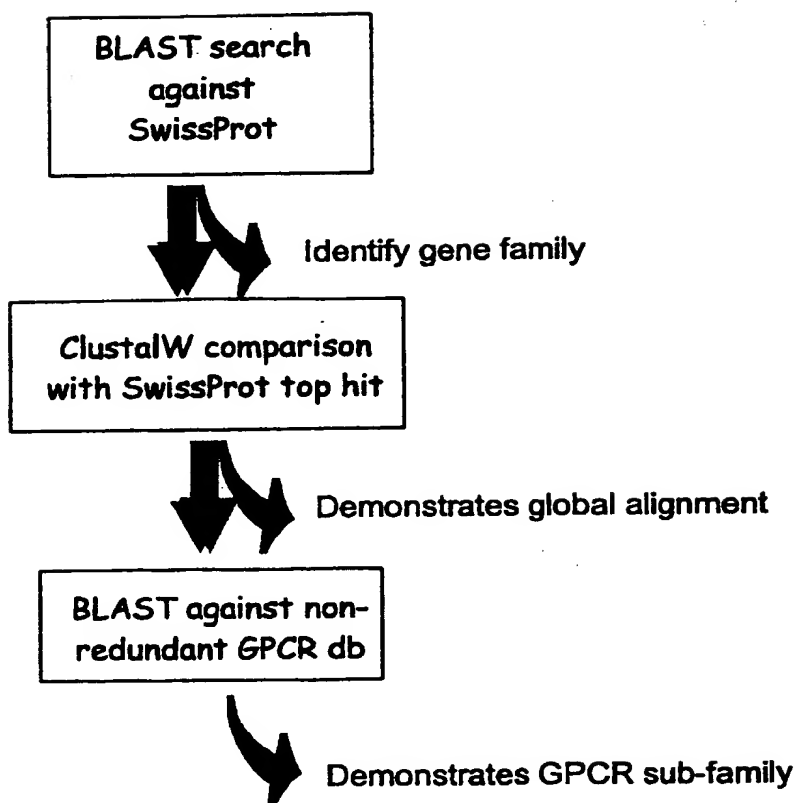 BLAST search
against
SwissProt
Identify gene family
ClustalW comparison
with SwissProt top hit
Demonstrates global alignment
BLAST against non-
redundant GPCR db
Demonstrates GPCR sub-family